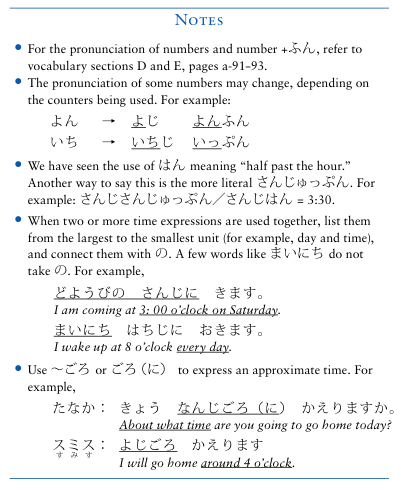 NOTES
• For the pronunciation of numbers and number +ふん, refer to
vocabulary sections D and E, pages a-91–93.
• The pronunciation of some numbers may change, depending on
the counters being used. For example:
よん → よじ よんふん
いち → いちじ いっぷん
• We have seen the use of はん meaning “half past the hour.”
Another way to say this is the more literal さんじゅっぷん. For
example: さんじさんじゅっぷん／さんじはん = 3:30.
• When two or more time expressions are used together, list them
from the largest to the smallest unit (for example, day and time),
and connect them with の. A few words like まいにち do not
take の. For example,
どようびの さんじに きます。
I am coming at 3: 00 o’clock on Saturday.
まいにち はちじに おきます。
I wake up at 8 o’clock every day.
• Use ～ごろ or ごろ（に） to express an approximate time. For
example,
たなか： きょう なんじごろ（に） かえりますか。
About what time are you going to go home today?
スミス： よじごろ かえります
すみす
I will go home around 4 o’clock.